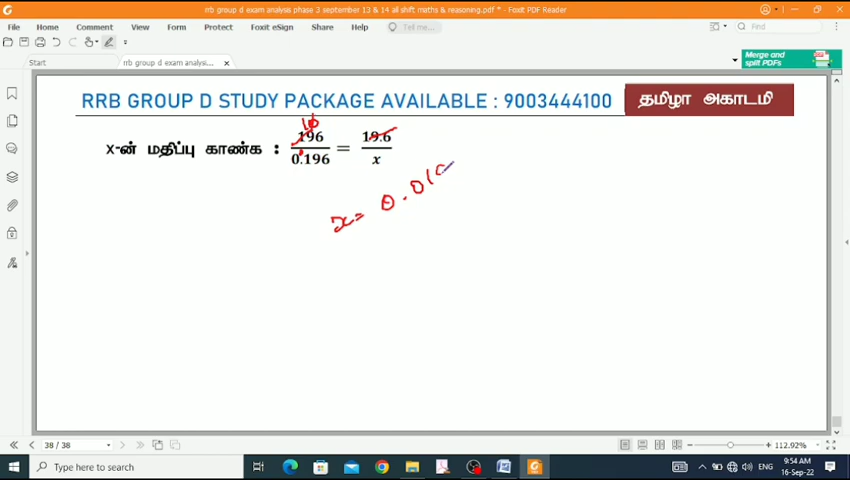 rrb group d exam analysis phase 3 september 13 & 14 all shift maths & reasoning.pdf * - Foxit PDF Reader
File Home Comment View Form Protect Foxit eSign Share Help Tell me... Find
Start rrb group d exam analysis... Merge and split PDFs
RRB GROUP D STUDY PACKAGE AVAILABLE : 9003444100 தமிழா அகாடமி
10
x-ன் மதிப்பு காண்க : 196/0.196 = 19.6/x
x = 0.019
38 / 38 112.92%
Type here to search ENG 9:54 AM 16-Sep-22